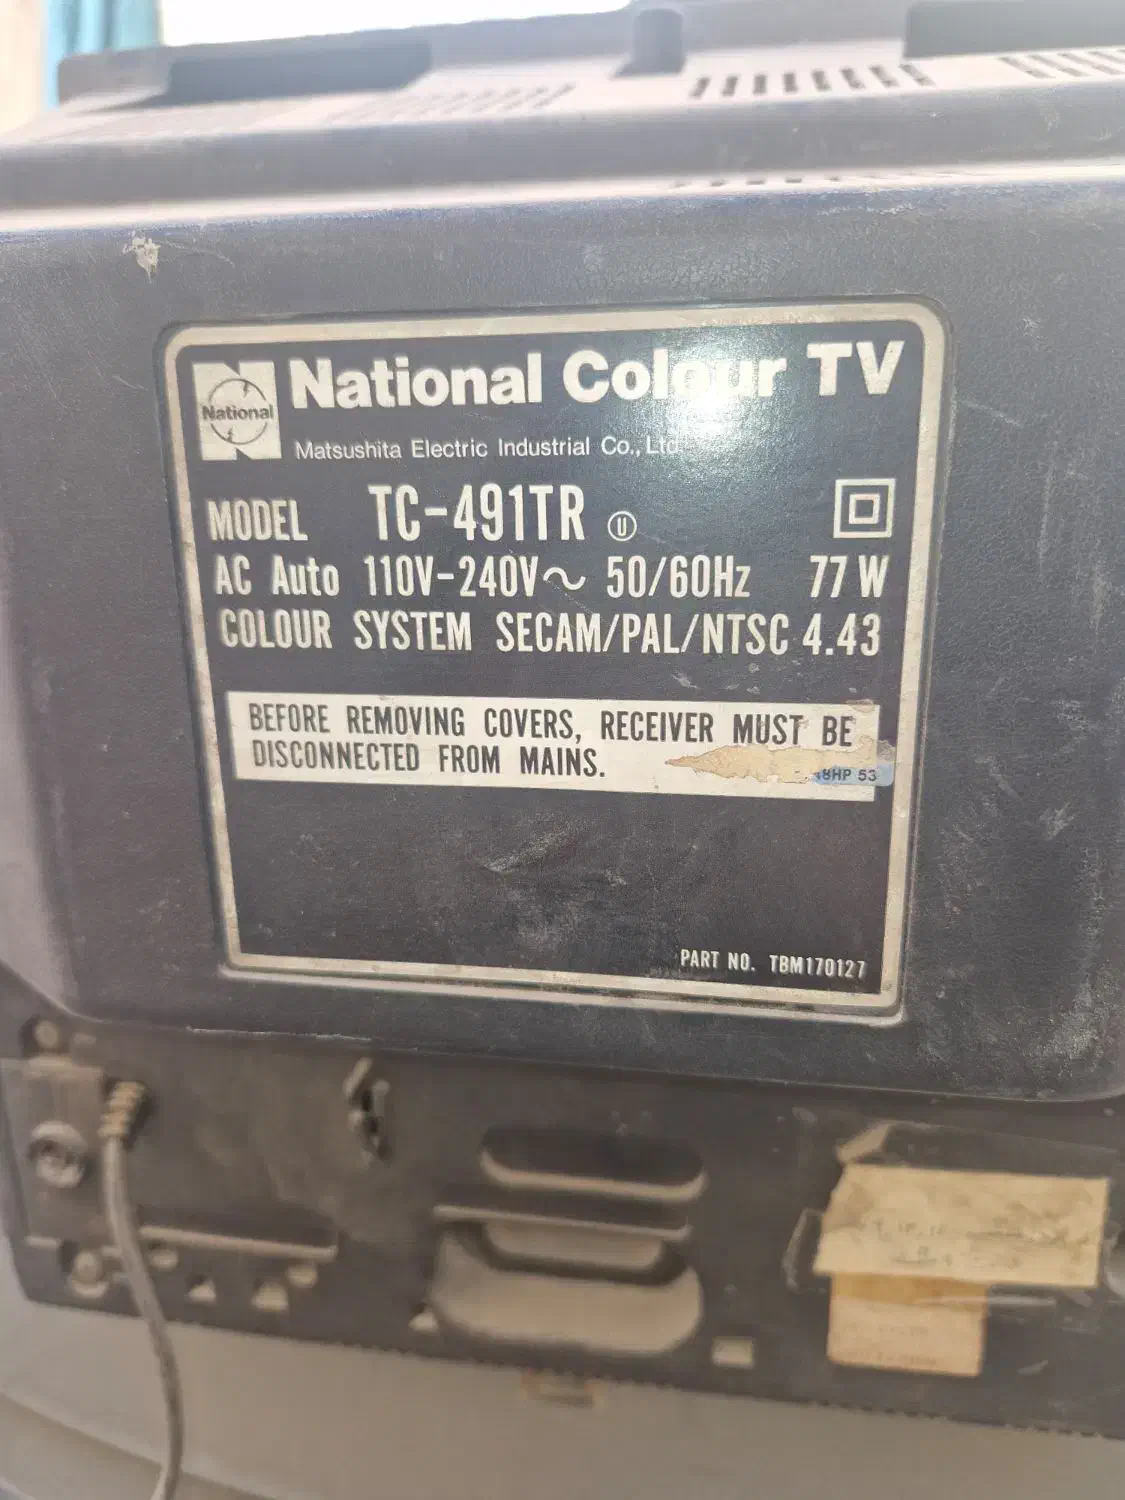 National
National Colour TV
Matsushita Electric Industrial Co., Ltd
MODEL TC-491TR U
AC Auto 110V-240V~ 50/60Hz 77 W
COLOUR SYSTEM SECAM/PAL/NTSC 4.43
BEFORE REMOVING COVERS, RECEIVER MUST BE
DISCONNECTED FROM MAINS.
HP 53
PART NO. TBM170127